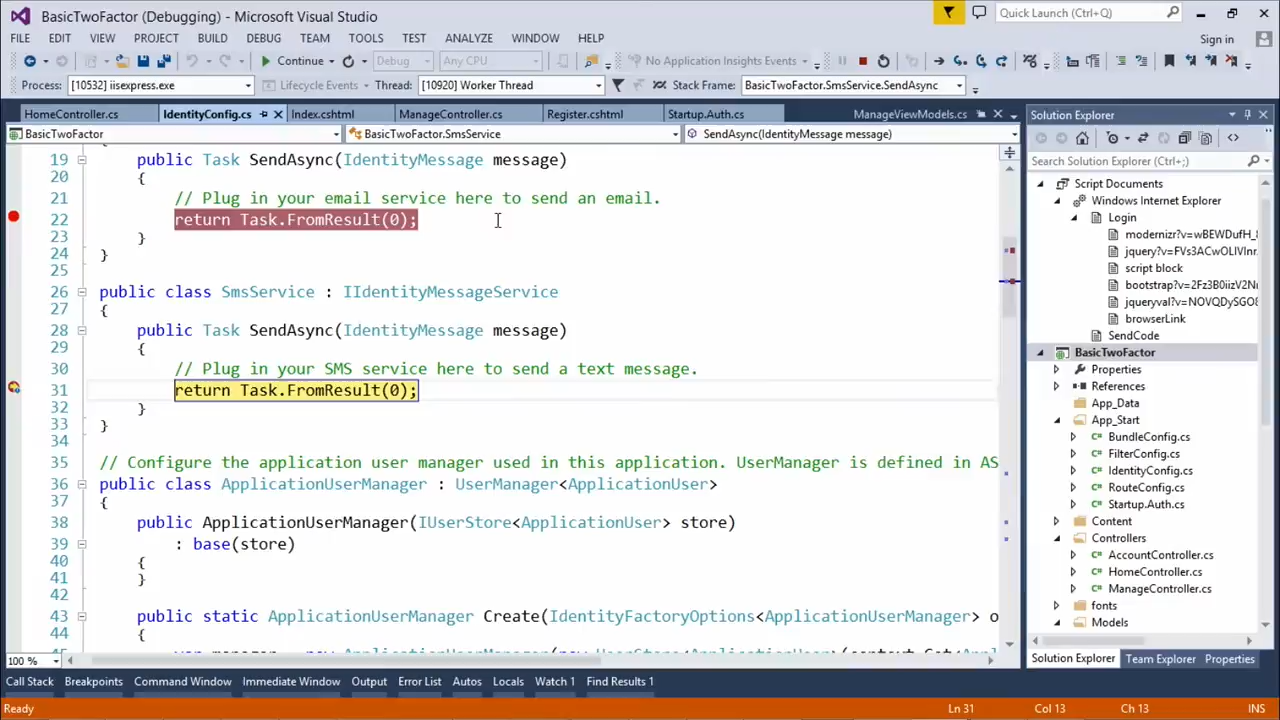 BasicTwoFactor (Debugging) - Microsoft Visual Studio
Quick Launch (Ctrl+Q)
FILE EDIT VIEW PROJECT BUILD DEBUG TEAM TOOLS TEST ANALYZE WINDOW HELP
Sign in
Continue Debug Any CPU No Application Insights Events
Process: [10532] iisexpress.exe Lifecycle Events Thread: [10920] Worker Thread Stack Frame: BasicTwoFactor.SmsService.SendAsync
HomeController.cs IdentityConfig.cs Index.cshtml ManageController.cs Register.cshtml Startup.Auth.cs ManageViewModels.cs
BasicTwoFactor BasicTwoFactor.SmsService SendAsync(IdentityMessage message)
19 public Task SendAsync(IdentityMessage message)
20 {
21 // Plug in your email service here to send an email.
22 return Task.FromResult(0);
23 }
24 }
25
26 public class SmsService : IIdentityMessageService
27 {
28 public Task SendAsync(IdentityMessage message)
29 {
30 // Plug in your SMS service here to send a text message.
31 return Task.FromResult(0);
32 }
33 }
34
35 // Configure the application user manager used in this application. UserManager is defined in AS
36 public class ApplicationUserManager : UserManager<ApplicationUser>
37 {
38 public ApplicationUserManager(IUserStore<ApplicationUser> store)
39 : base(store)
40 {
41 }
42
43 public static ApplicationUserManager Create(IdentityFactoryOptions<ApplicationUserManager> o
44 {
100 %
Solution Explorer
Search Solution Explorer (Ctrl+;)
Script Documents
Windows Internet Explorer
Login
modernizr?v=wBEWDufH_8
jquery?v=FVs3ACwOLIVInr
script block
bootstrap?v=2Fz3B0iizV2N
jqueryval?v=NOVQDySGO8
browserLink
SendCode
BasicTwoFactor
Properties
References
App_Data
App_Start
BundleConfig.cs
FilterConfig.cs
IdentityConfig.cs
RouteConfig.cs
Startup.Auth.cs
Content
Controllers
AccountController.cs
HomeController.cs
ManageController.cs
fonts
Models
Solution Explorer Team Explorer Properties
Call Stack Breakpoints Command Window Immediate Window Output Error List Autos Locals Watch 1 Find Results 1
Ready Ln 31 Col 13 Ch 13 INS